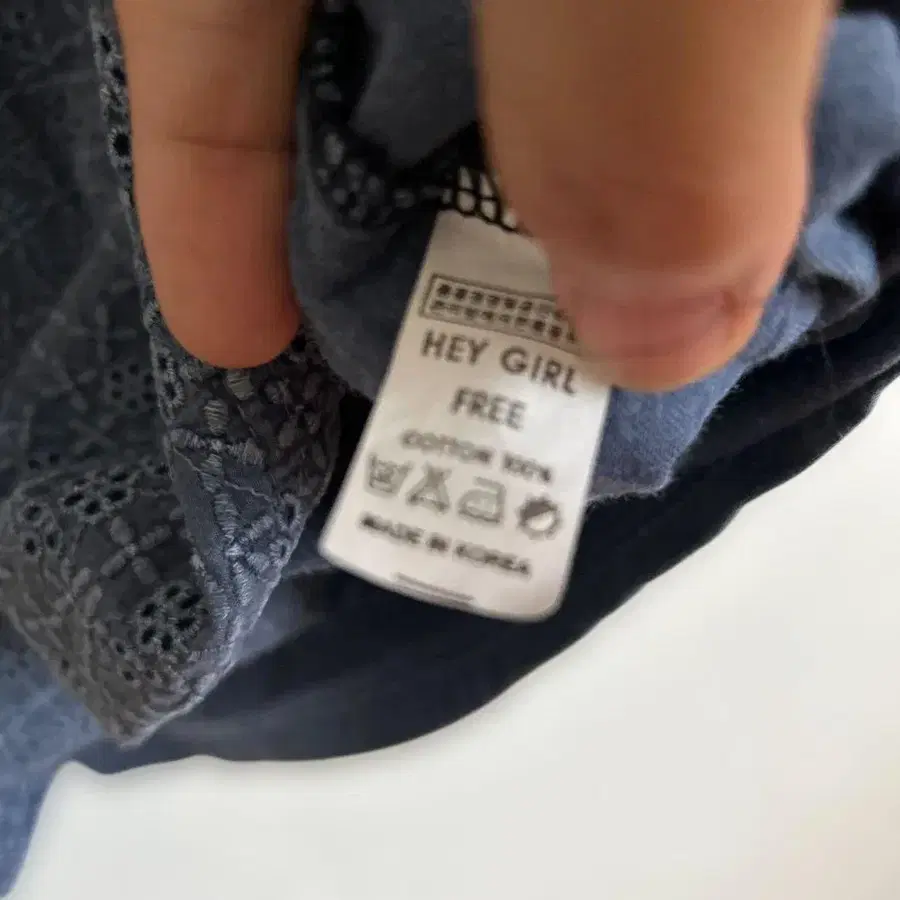 HEY GIRL
FREE
COTTON 100%
MADE IN KOREA